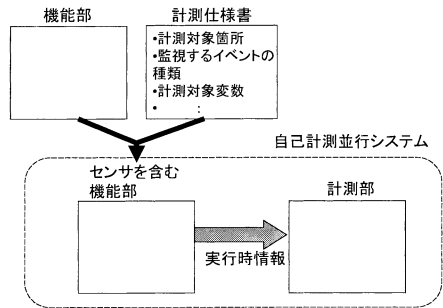 機能部
計測仕様書
•計測対象箇所
•監視するイベントの
種類
•計測対象変数
• :
自己計測並行システム
センサを含む
機能部
計測部
実行時情報